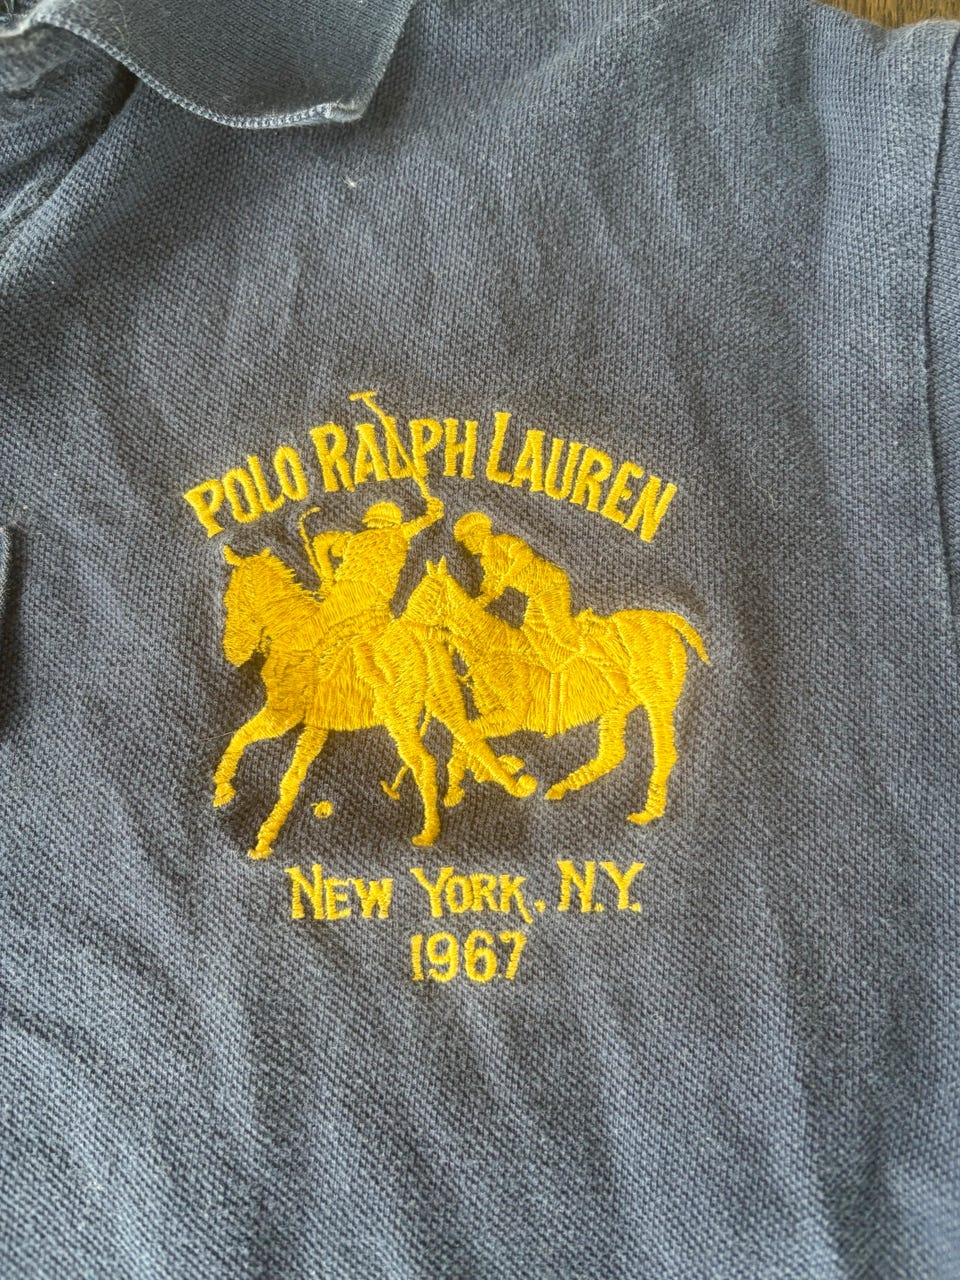 POLO RALPH LAUREN
NEW YORK, N.Y.
1967